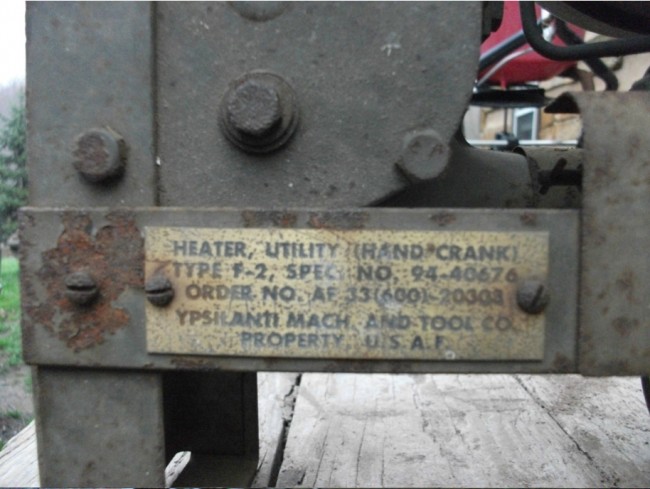 HEATER, UTILITY (HAND CRANK)
TYPE F-2, SPEC. NO. 94-40676
ORDER NO. AF 33(600)-20303
YPSILANTI MACH. AND TOOL CO.
PROPERTY, U.S.A.F.